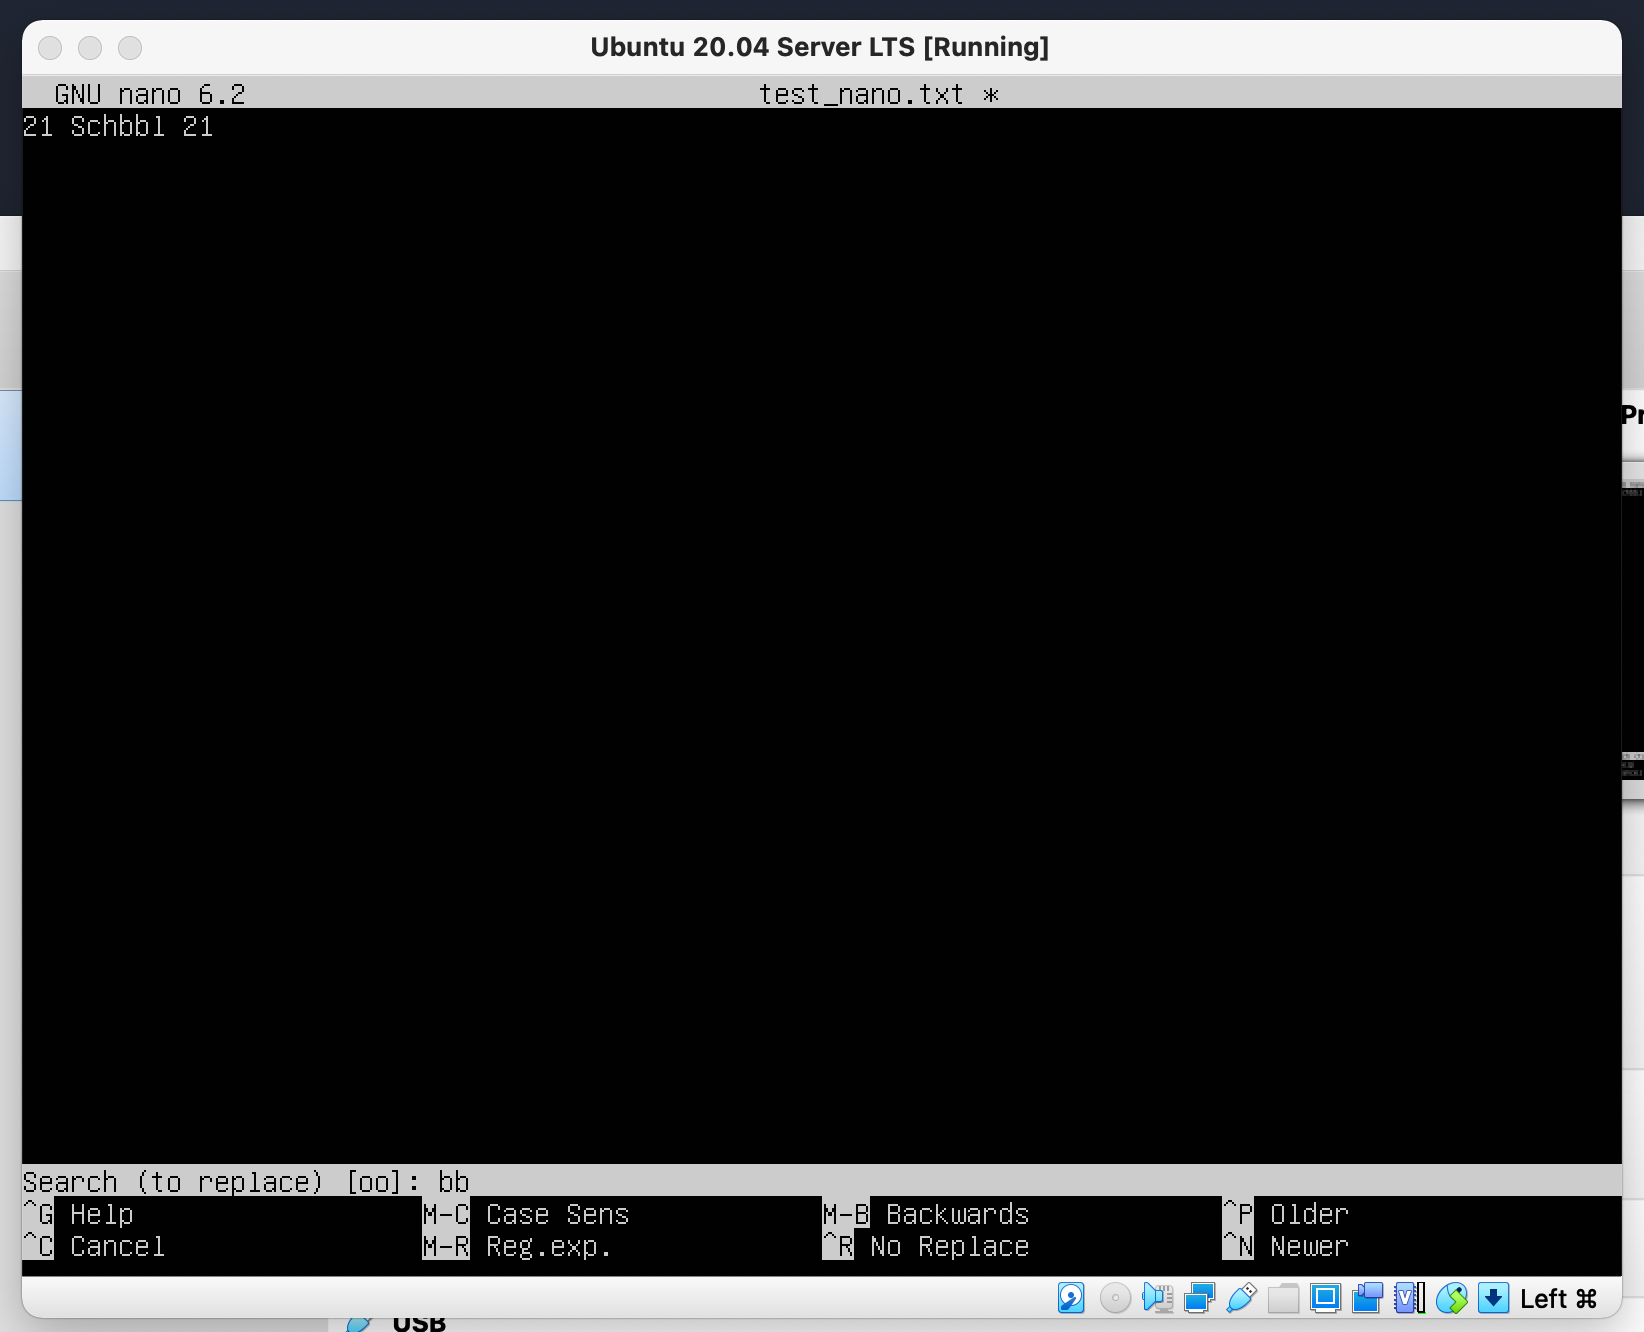 Ubuntu 20.04 Server LTS [Running]
GNU nano 6.2 test_nano.txt *
21 Schbbl 21
Pr
Search (to replace) [oo]: bb
^G Help M-C Case Sens M-B Backwards ^P Older
^C Cancel M-R Reg.exp. ^R No Replace ^N Newer
Left ⌘
USB